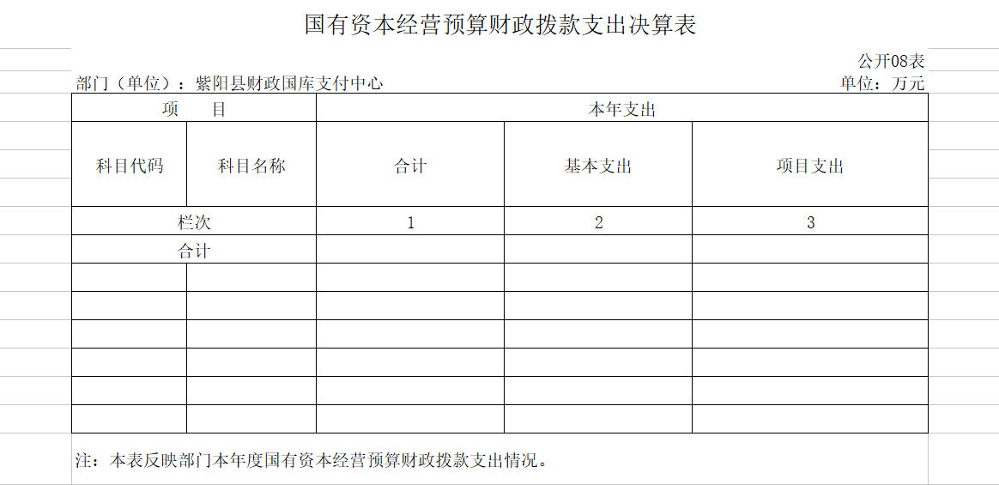 国有资本经营预算财政拨款支出决算表
公开08表
部门（单位）：紫阳县财政国库支付中心 单位：万元
项 目 本年支出
科目代码 科目名称 合计 基本支出 项目支出
栏次 1 2 3
合计
注：本表反映部门本年度国有资本经营预算财政拨款支出情况。